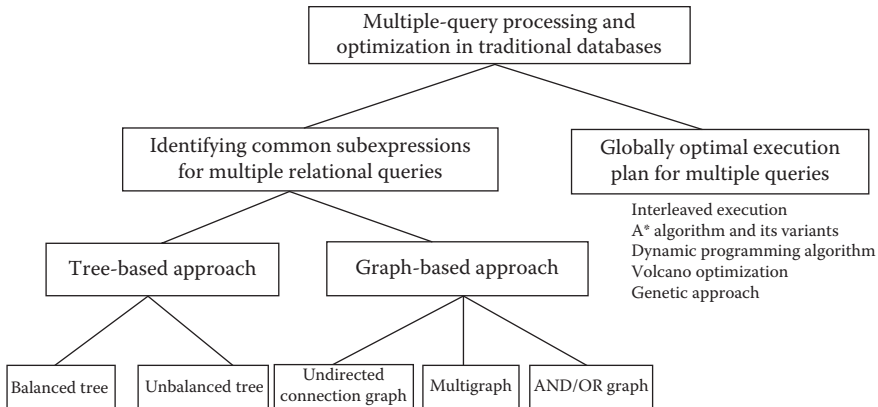 Multiple-query processing and
optimization in traditional databases
Identifying common subexpressions
for multiple relational queries
Globally optimal execution
plan for multiple queries
Interleaved execution
A* algorithm and its variants
Dynamic programming algorithm
Volcano optimization
Genetic approach
Tree-based approach
Graph-based approach
Balanced tree
Unbalanced tree
Undirected
connection graph
Multigraph
AND/OR graph